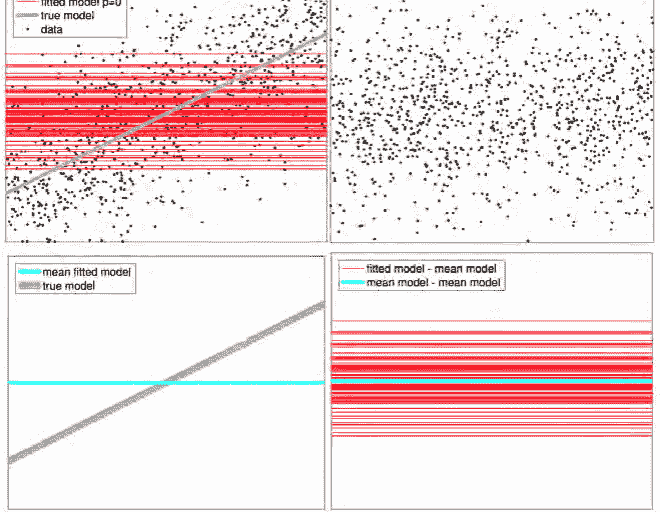 fitted model p=0
true model
data
mean fitted model
true model
fitted model - mean model
mean model - mean model